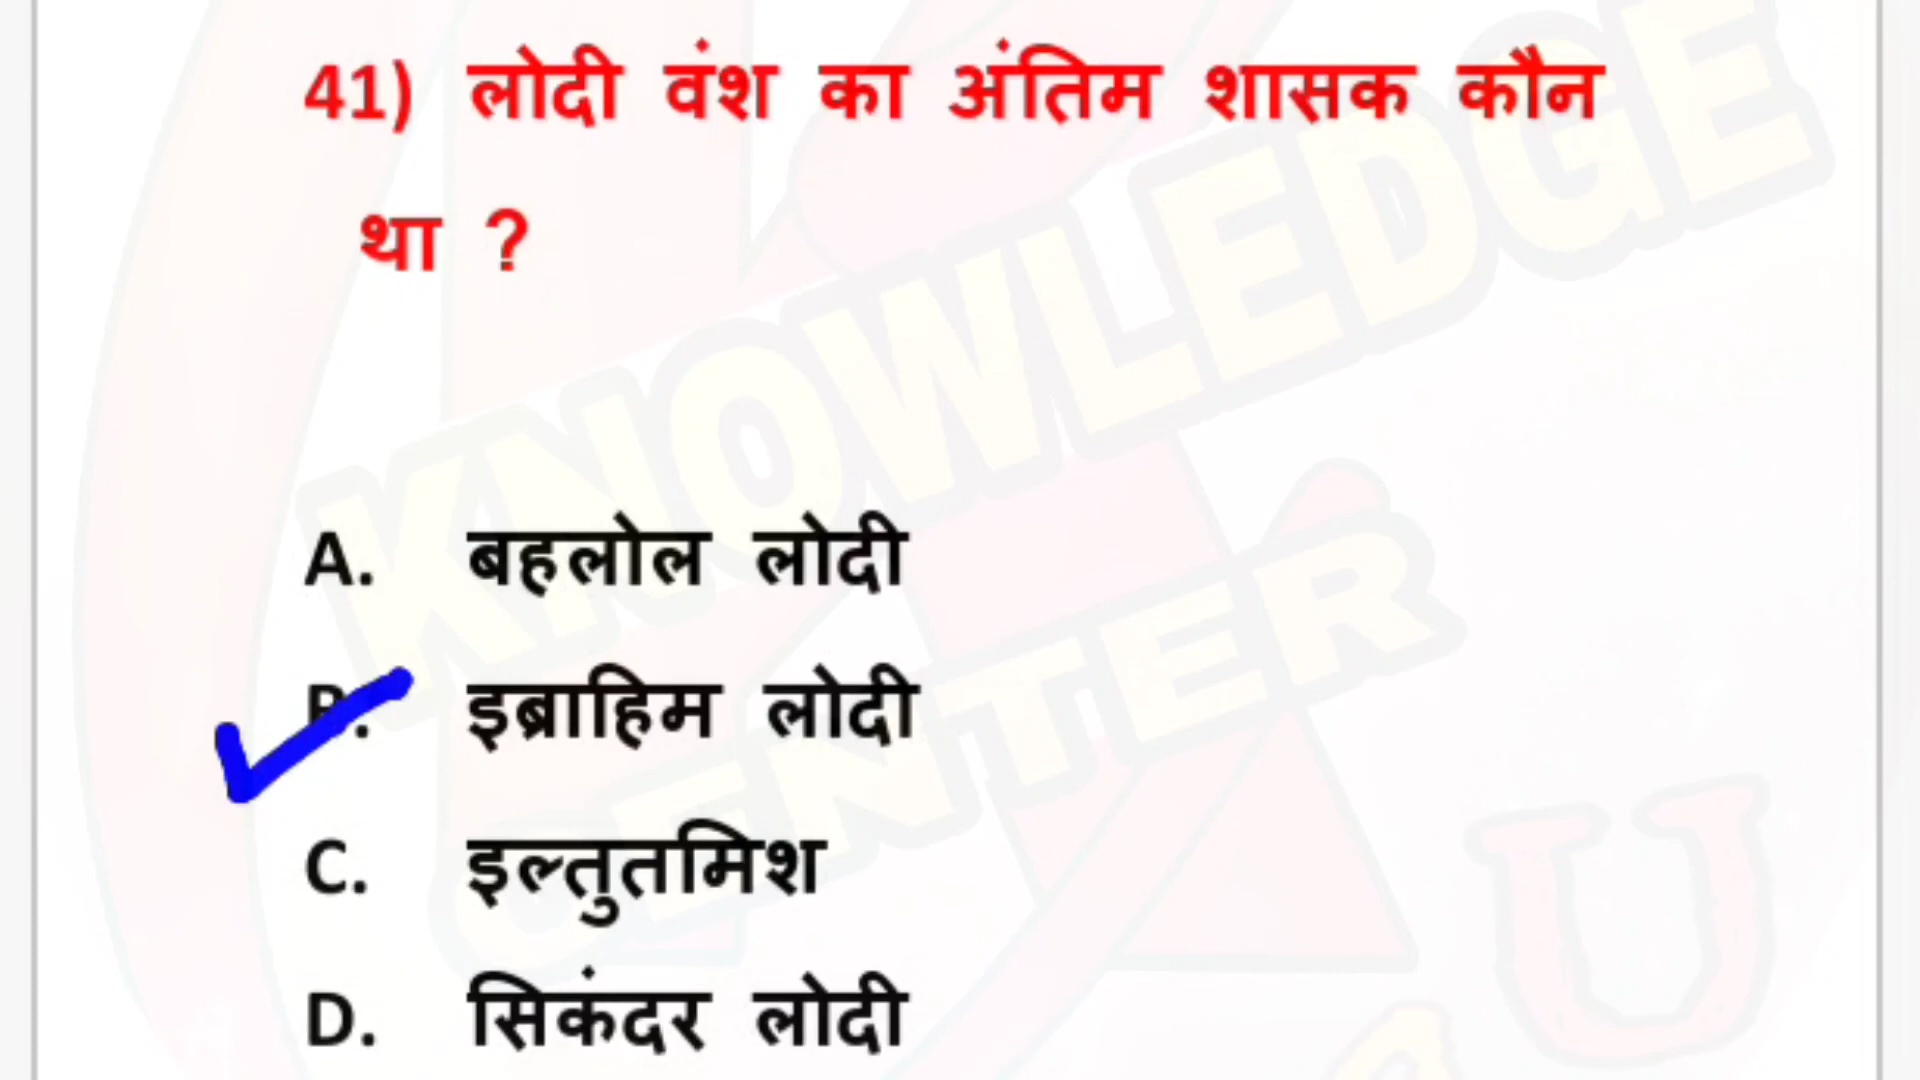 41) लोदी वंश का अंतिम शासक कौन
था ?
KNOWLEDGE
A. बहलोल लोदी
B. इब्राहिम लोदी
CENTER
C. इल्तुतमिश
D. सिकंदर लोदी
U